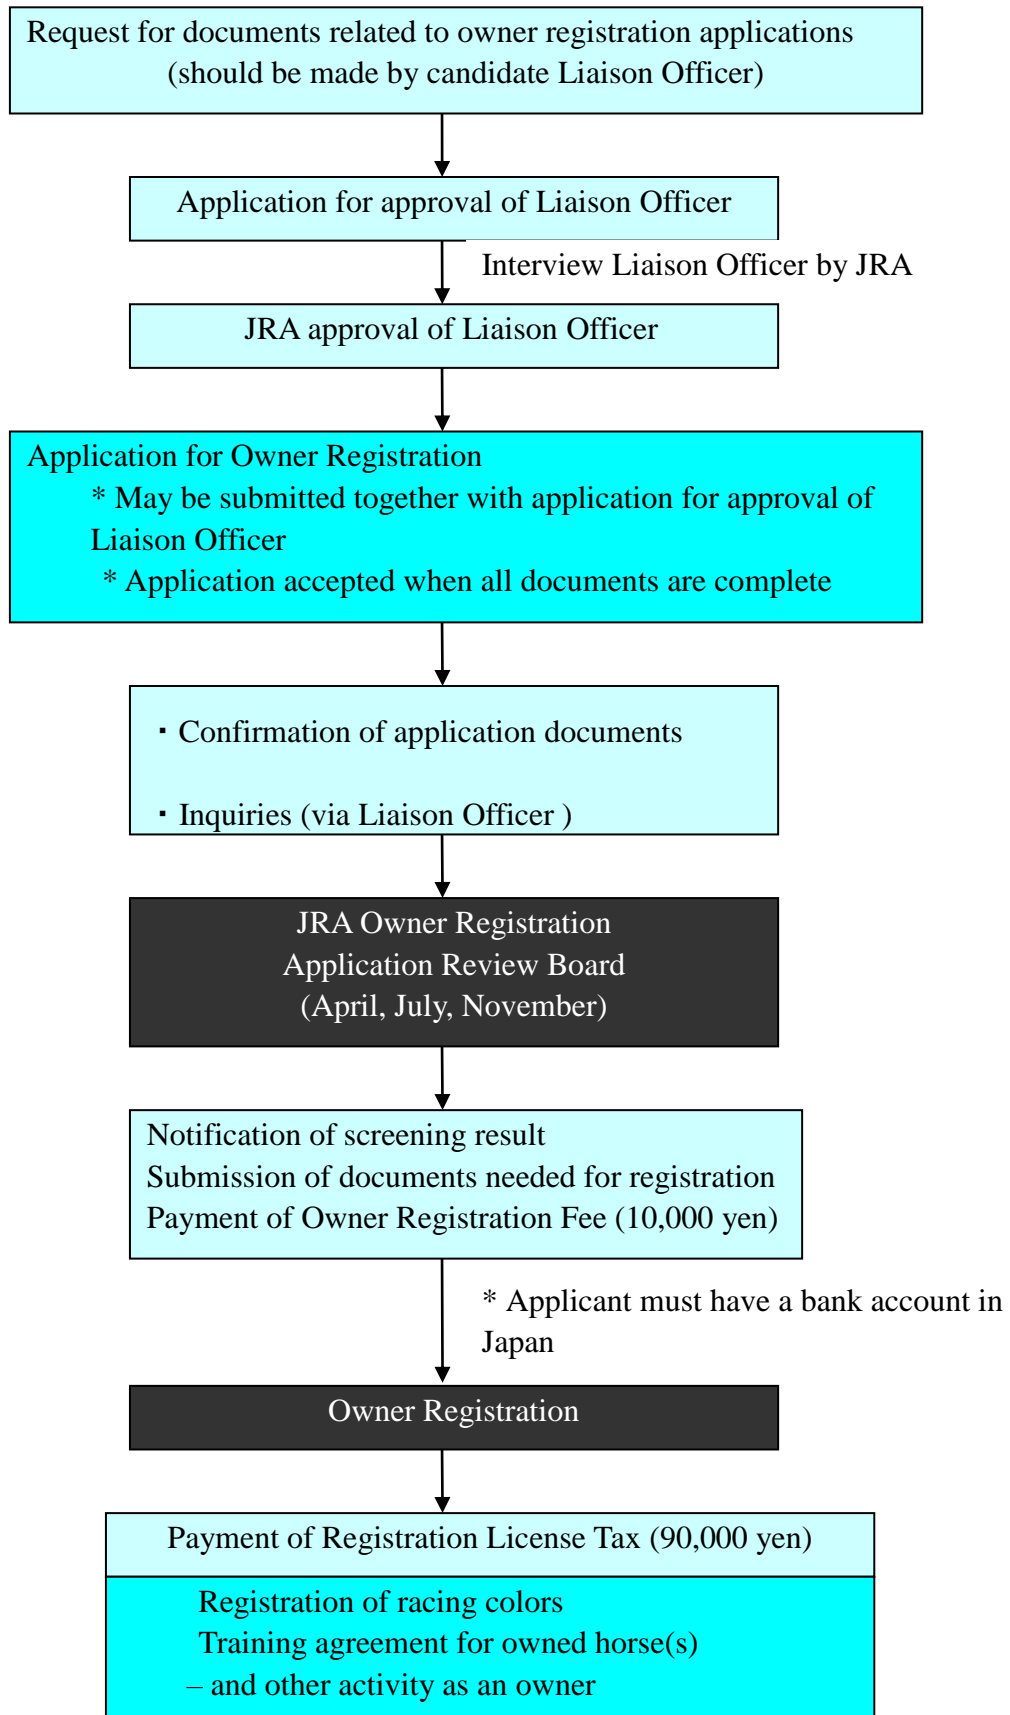 Request for documents related to owner registration applications
(should be made by candidate Liaison Officer)
Application for approval of Liaison Officer
Interview Liaison Officer by JRA
JRA approval of Liaison Officer
Application for Owner Registration
* May be submitted together with application for approval of
Liaison Officer
* Application accepted when all documents are complete
・Confirmation of application documents
・Inquiries (via Liaison Officer )
JRA Owner Registration
Application Review Board
(April, July, November)
Notification of screening result
Submission of documents needed for registration
Payment of Owner Registration Fee (10,000 yen)
* Applicant must have a bank account in
Japan
Owner Registration
Payment of Registration License Tax (90,000 yen)
Registration of racing colors
Training agreement for owned horse(s)
– and other activity as an owner